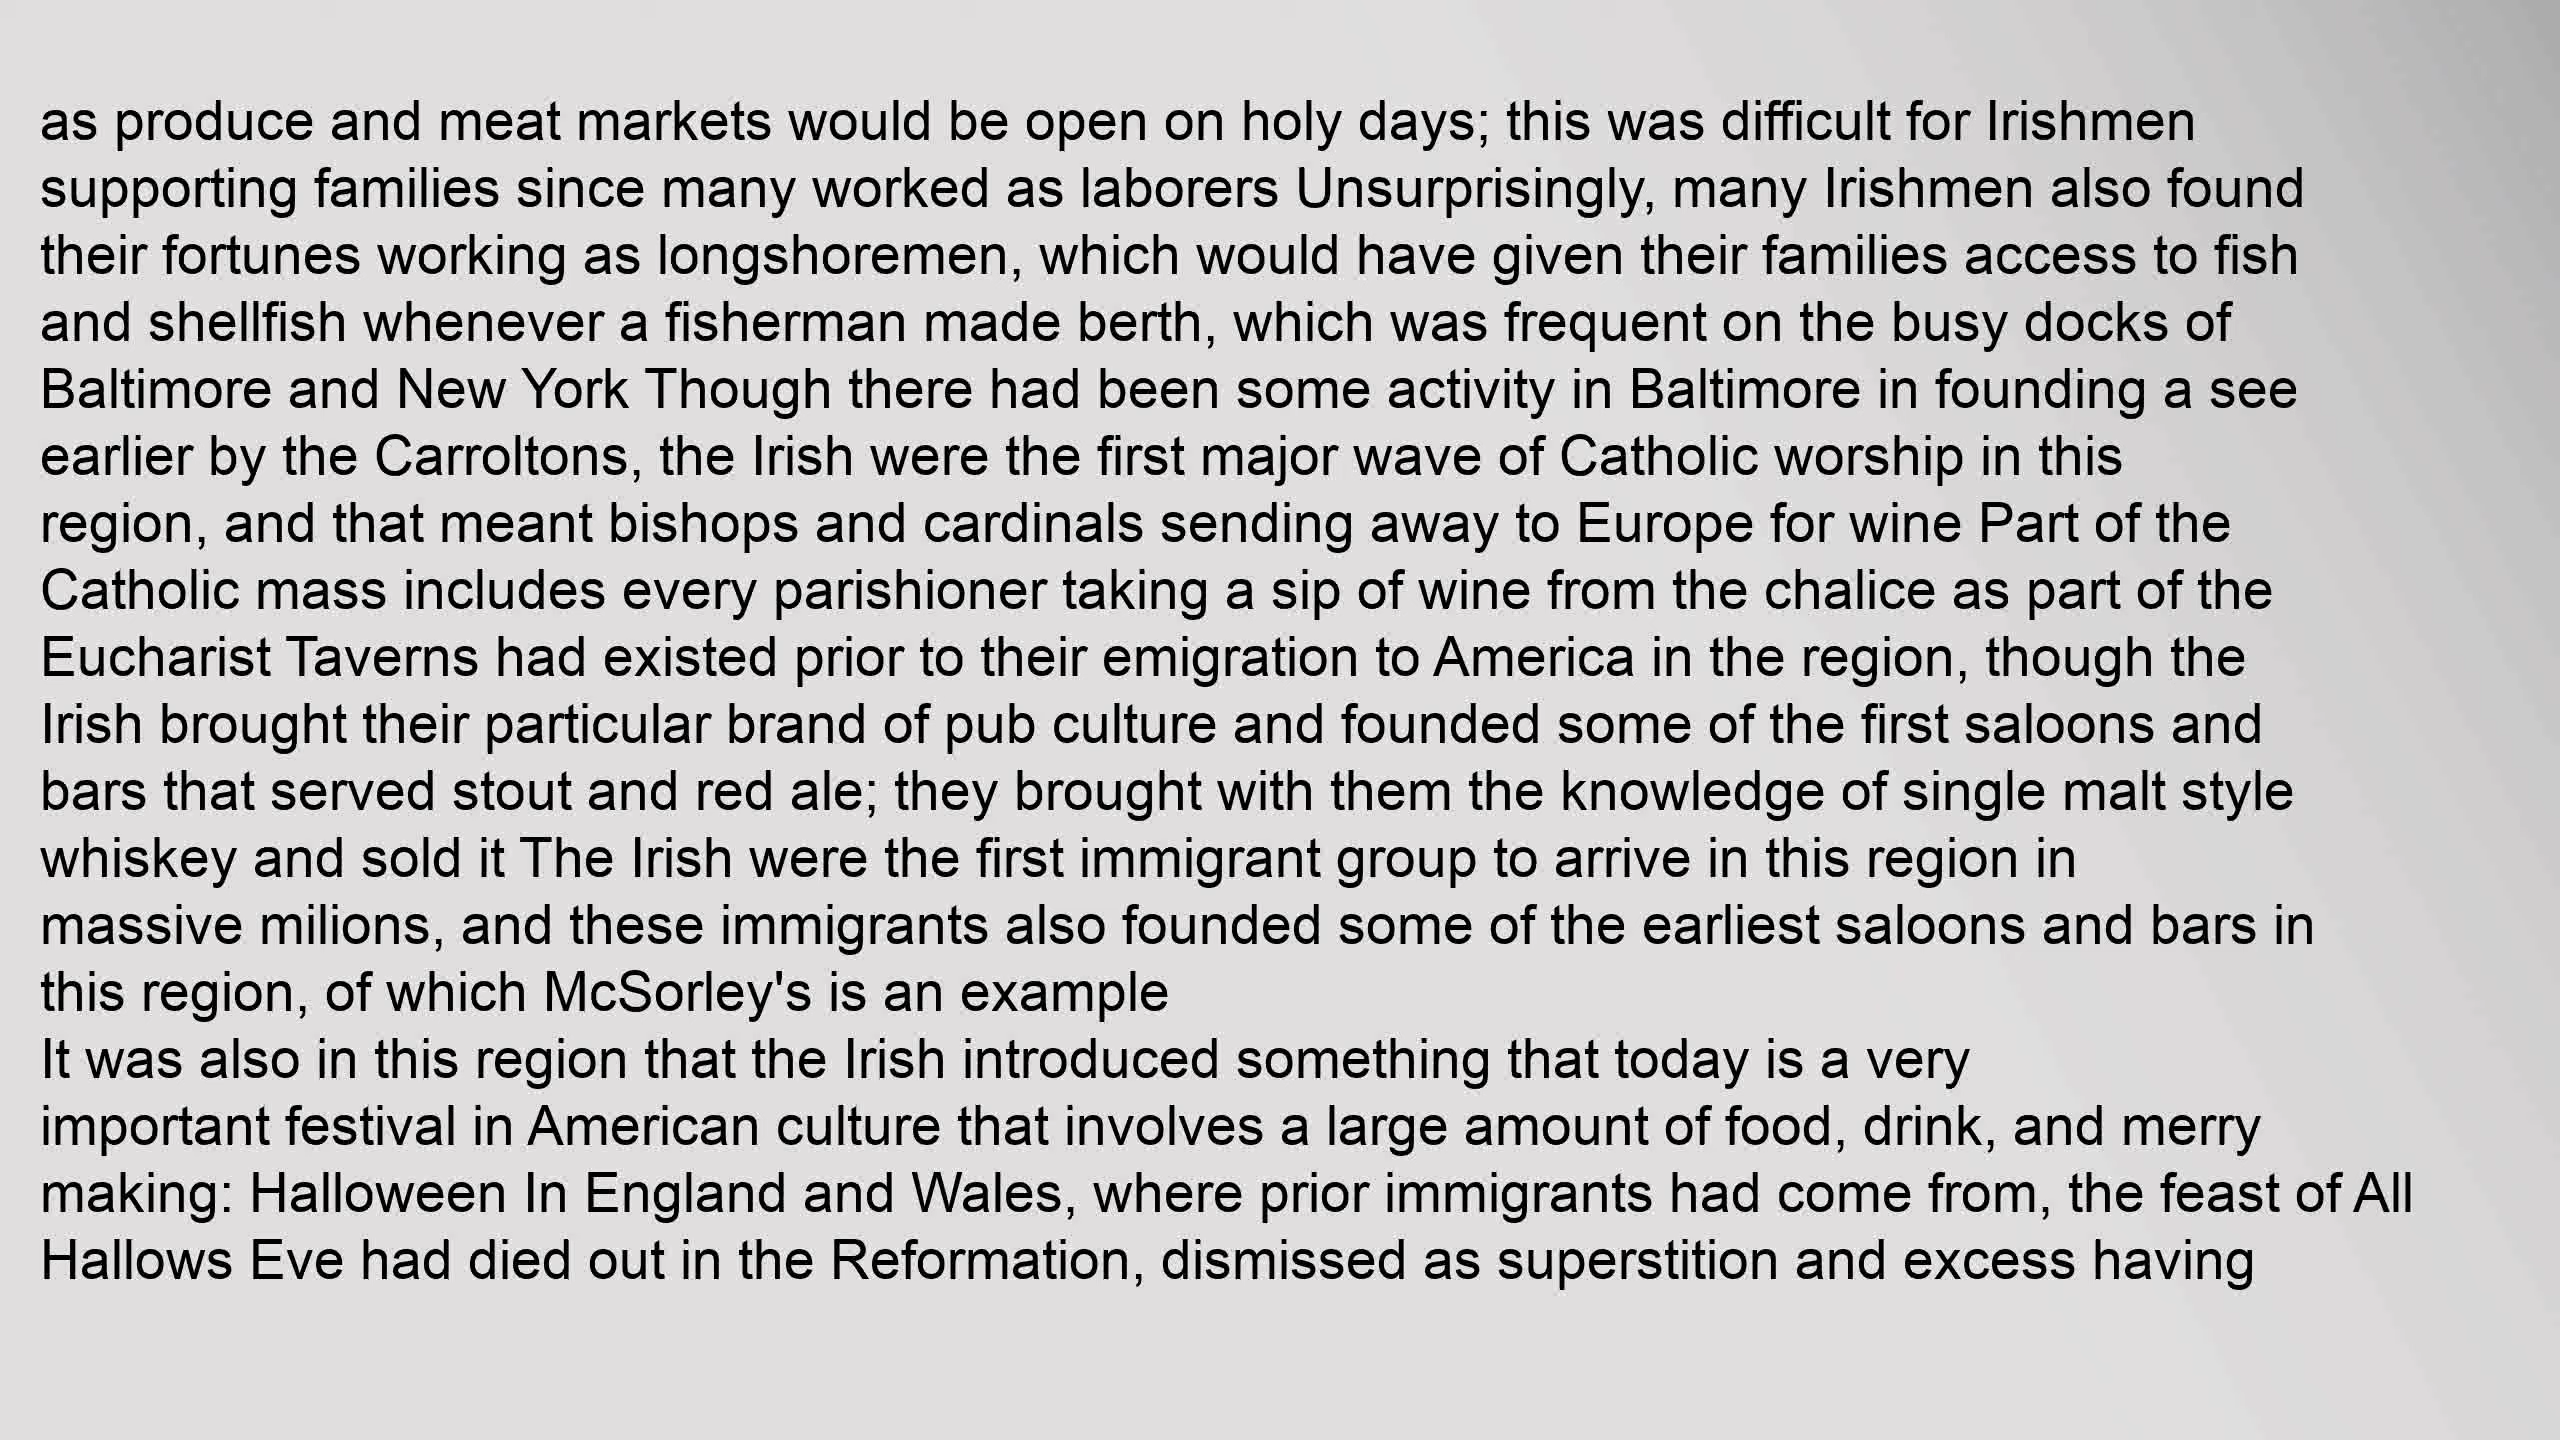 as produce and meat markets would be open on holy days; this was difficult for Irishmen
supporting families since many worked as laborers Unsurprisingly, many Irishmen also found
their fortunes working as longshoremen, which would have given their families access to fish
and shellfish whenever a fisherman made berth, which was frequent on the busy docks of
Baltimore and New York Though there had been some activity in Baltimore in founding a see
earlier by the Carroltons, the Irish were the first major wave of Catholic worship in this
region, and that meant bishops and cardinals sending away to Europe for wine Part of the
Catholic mass includes every parishioner taking a sip of wine from the chalice as part of the
Eucharist Taverns had existed prior to their emigration to America in the region, though the
Irish brought their particular brand of pub culture and founded some of the first saloons and
bars that served stout and red ale; they brought with them the knowledge of single malt style
whiskey and sold it The Irish were the first immigrant group to arrive in this region in
massive milions, and these immigrants also founded some of the earliest saloons and bars in
this region, of which McSorley's is an example
It was also in this region that the Irish introduced something that today is a very
important festival in American culture that involves a large amount of food, drink, and merry
making: Halloween In England and Wales, where prior immigrants had come from, the feast of All
Hallows Eve had died out in the Reformation, dismissed as superstition and excess having